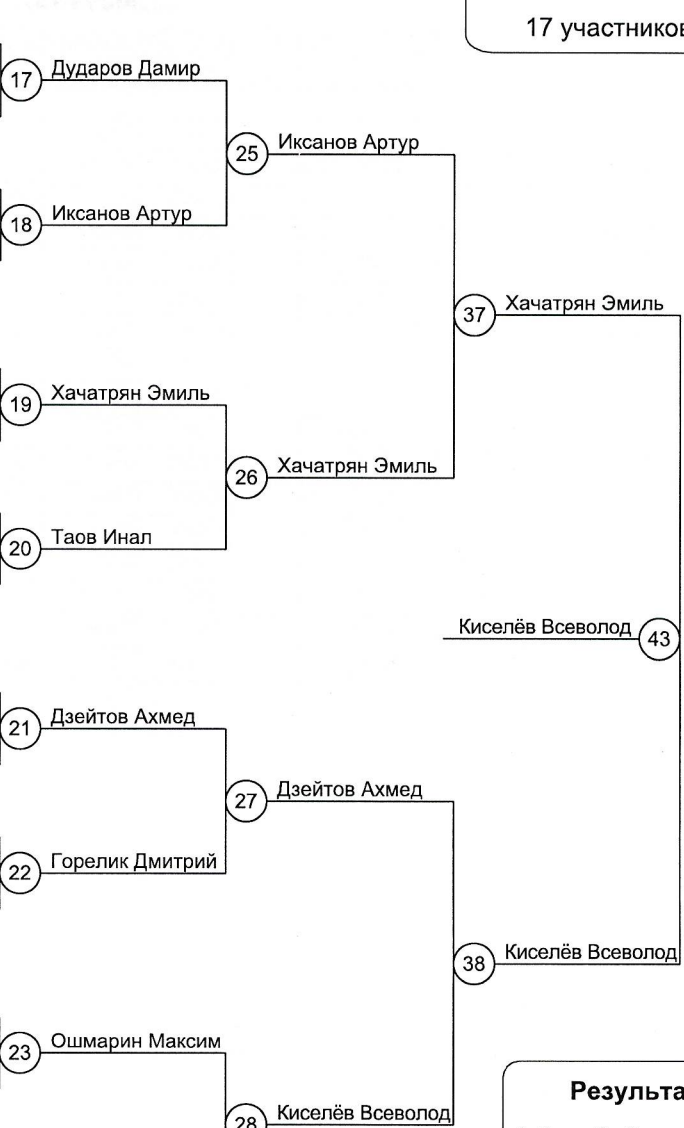 17 участников
17 Дударов Дамир
25 Иксанов Артур
18 Иксанов Артур
37 Хачатрян Эмиль
19 Хачатрян Эмиль
26 Хачатрян Эмиль
20 Таов Инал
Киселёв Всеволод 43
21 Дзейтов Ахмед
27 Дзейтов Ахмед
22 Горелик Дмитрий
38 Киселёв Всеволод
23 Ошмарин Максим
Результа
28 Киселёв Всеволод